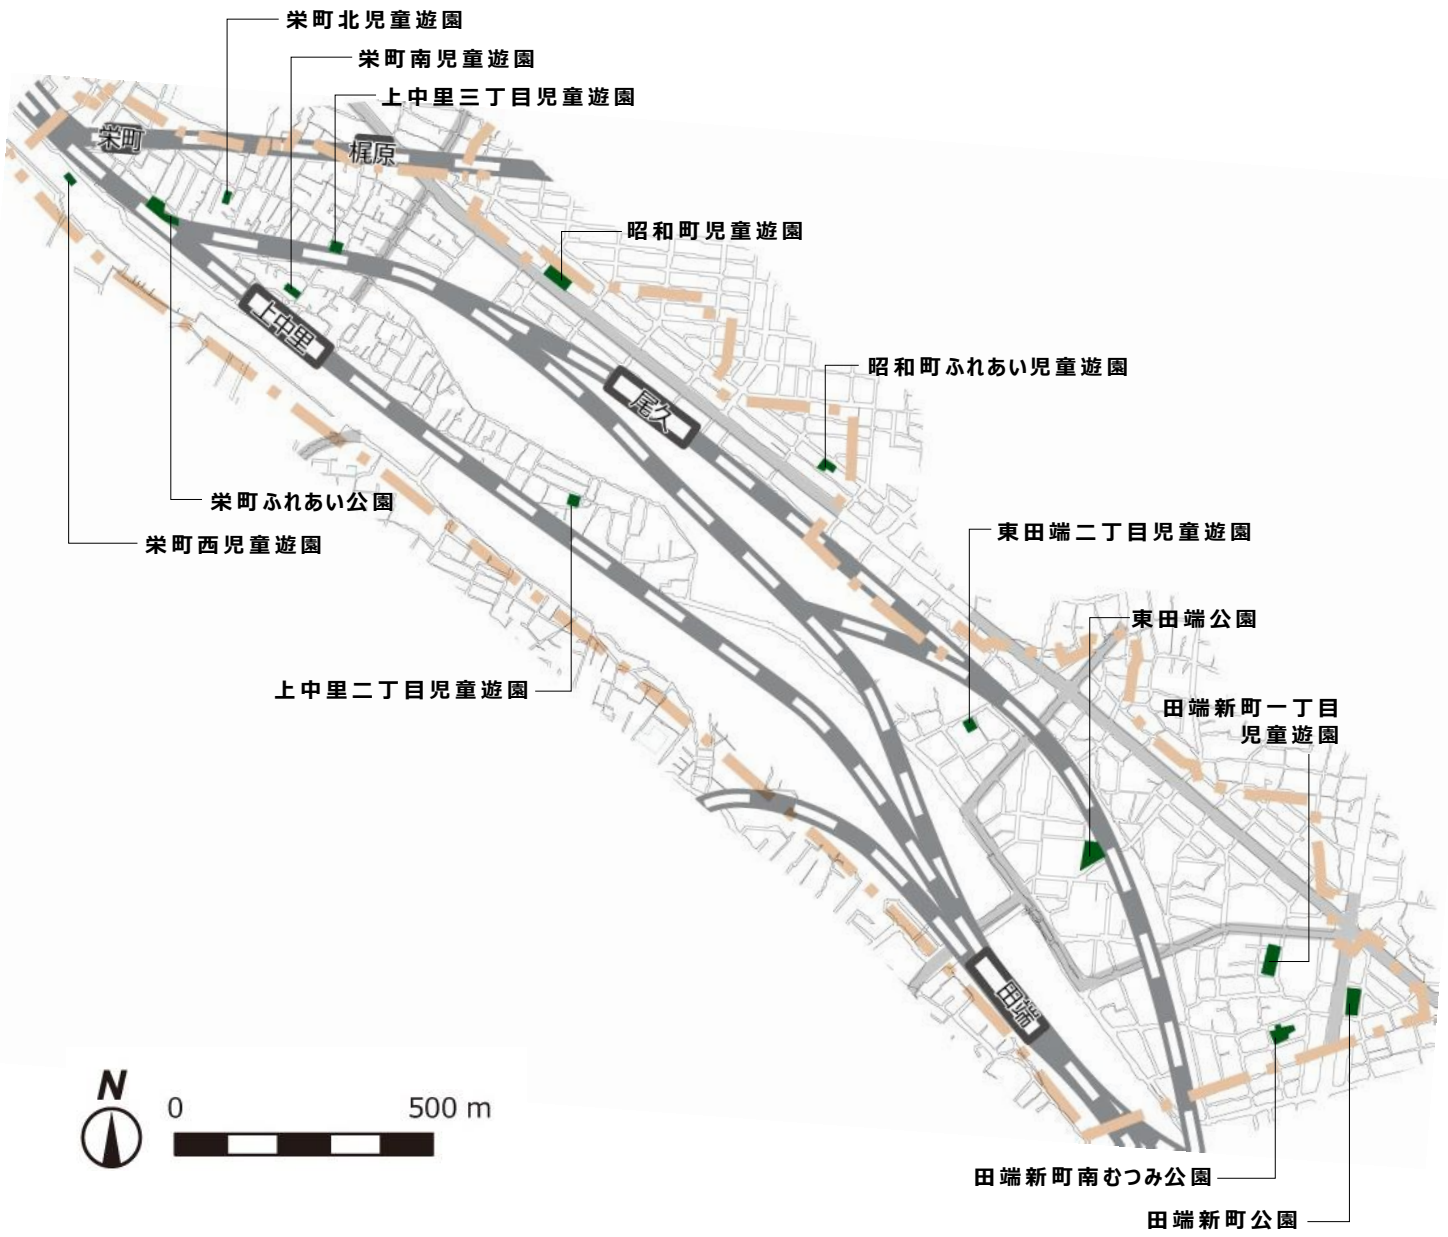 栄町北児童遊園
栄町南児童遊園
上中里三丁目児童遊園
栄町
梶原
昭和町児童遊園
上中里
昭和町ふれあい児童遊園
尾久
栄町ふれあい公園
栄町西児童遊園
東田端二丁目児童遊園
東田端公園
上中里二丁目児童遊園
田端新町一丁目
児童遊園
田端
N
0
500 m
田端新町南むつみ公園
田端新町公園